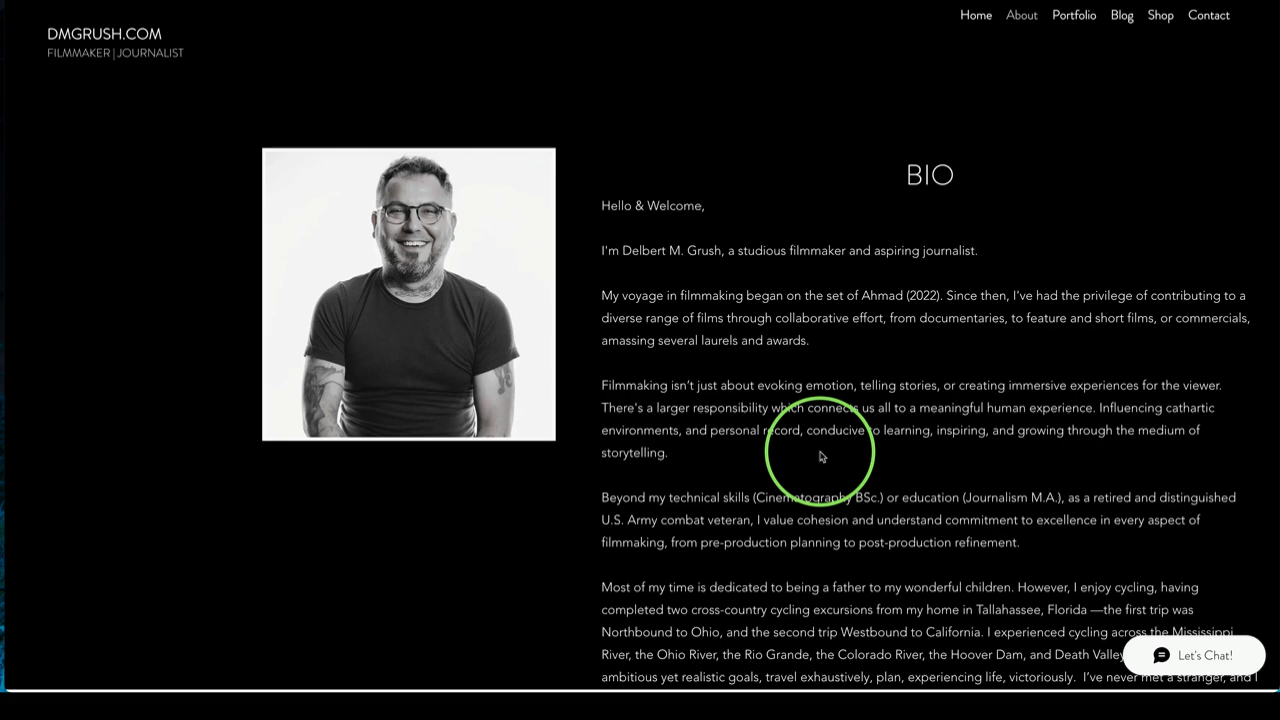 Home About Portfolio Blog Shop Contact
DMGRUSH.COM
FILMMAKER | JOURNALIST
BIO
Hello & Welcome,
I'm Delbert M. Grush, a studious filmmaker and aspiring journalist.
My voyage in filmmaking began on the set of Ahmad (2022). Since then, I've had the privilege of contributing to a
diverse range of films through collaborative effort, from documentaries, to feature and short films, or commercials,
amassing several laurels and awards.
Filmmaking isn’t just about evoking emotion, telling stories, or creating immersive experiences for the viewer.
There's a larger responsibility which connects us all to a meaningful human experience. Influencing cathartic
environments, and personal record, conducive to learning, inspiring, and growing through the medium of
storytelling.
Beyond my technical skills (Cinematography BSc.) or education (Journalism M.A.), as a retired and distinguished
U.S. Army combat veteran, I value cohesion and understand commitment to excellence in every aspect of
filmmaking, from pre-production planning to post-production refinement.
Most of my time is dedicated to being a father to my wonderful children. However, I enjoy cycling, having
completed two cross-country cycling excursions from my home in Tallahassee, Florida —the first trip was
Northbound to Ohio, and the second trip Westbound to California. I experienced cycling across the Mississippi
River, the Ohio River, the Rio Grande, the Colorado River, the Hoover Dam, and Death Valley
ambitious yet realistic goals, travel exhaustively, plan, experiencing life, victoriously. I’ve never met a stranger, and I
Let's Chat!